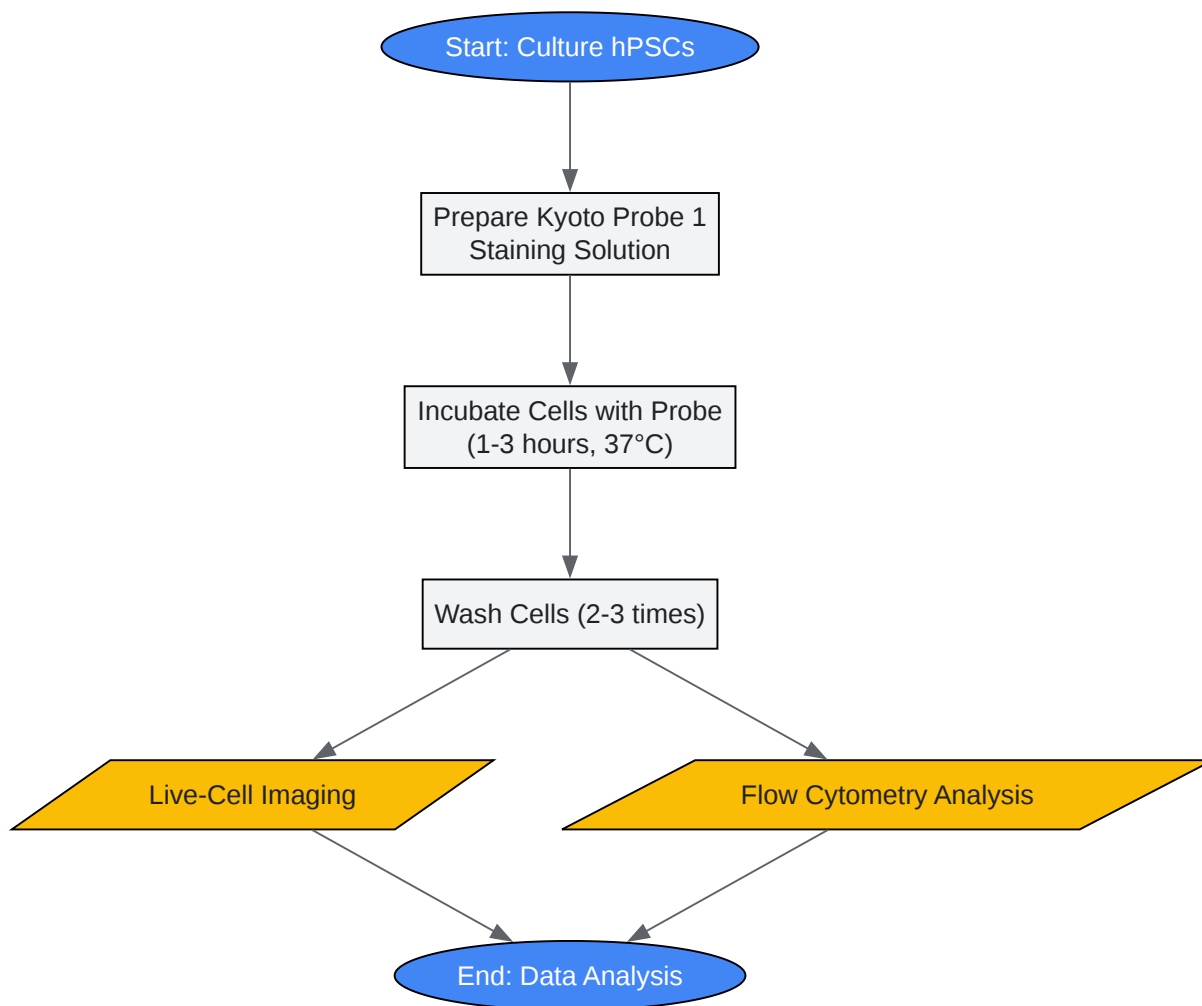 Start: Culture hPSCs
Prepare Kyoto Probe 1
Staining Solution
Incubate Cells with Probe
(1-3 hours, 37°C)
Wash Cells (2-3 times)
Live-Cell Imaging
Flow Cytometry Analysis
End: Data Analysis